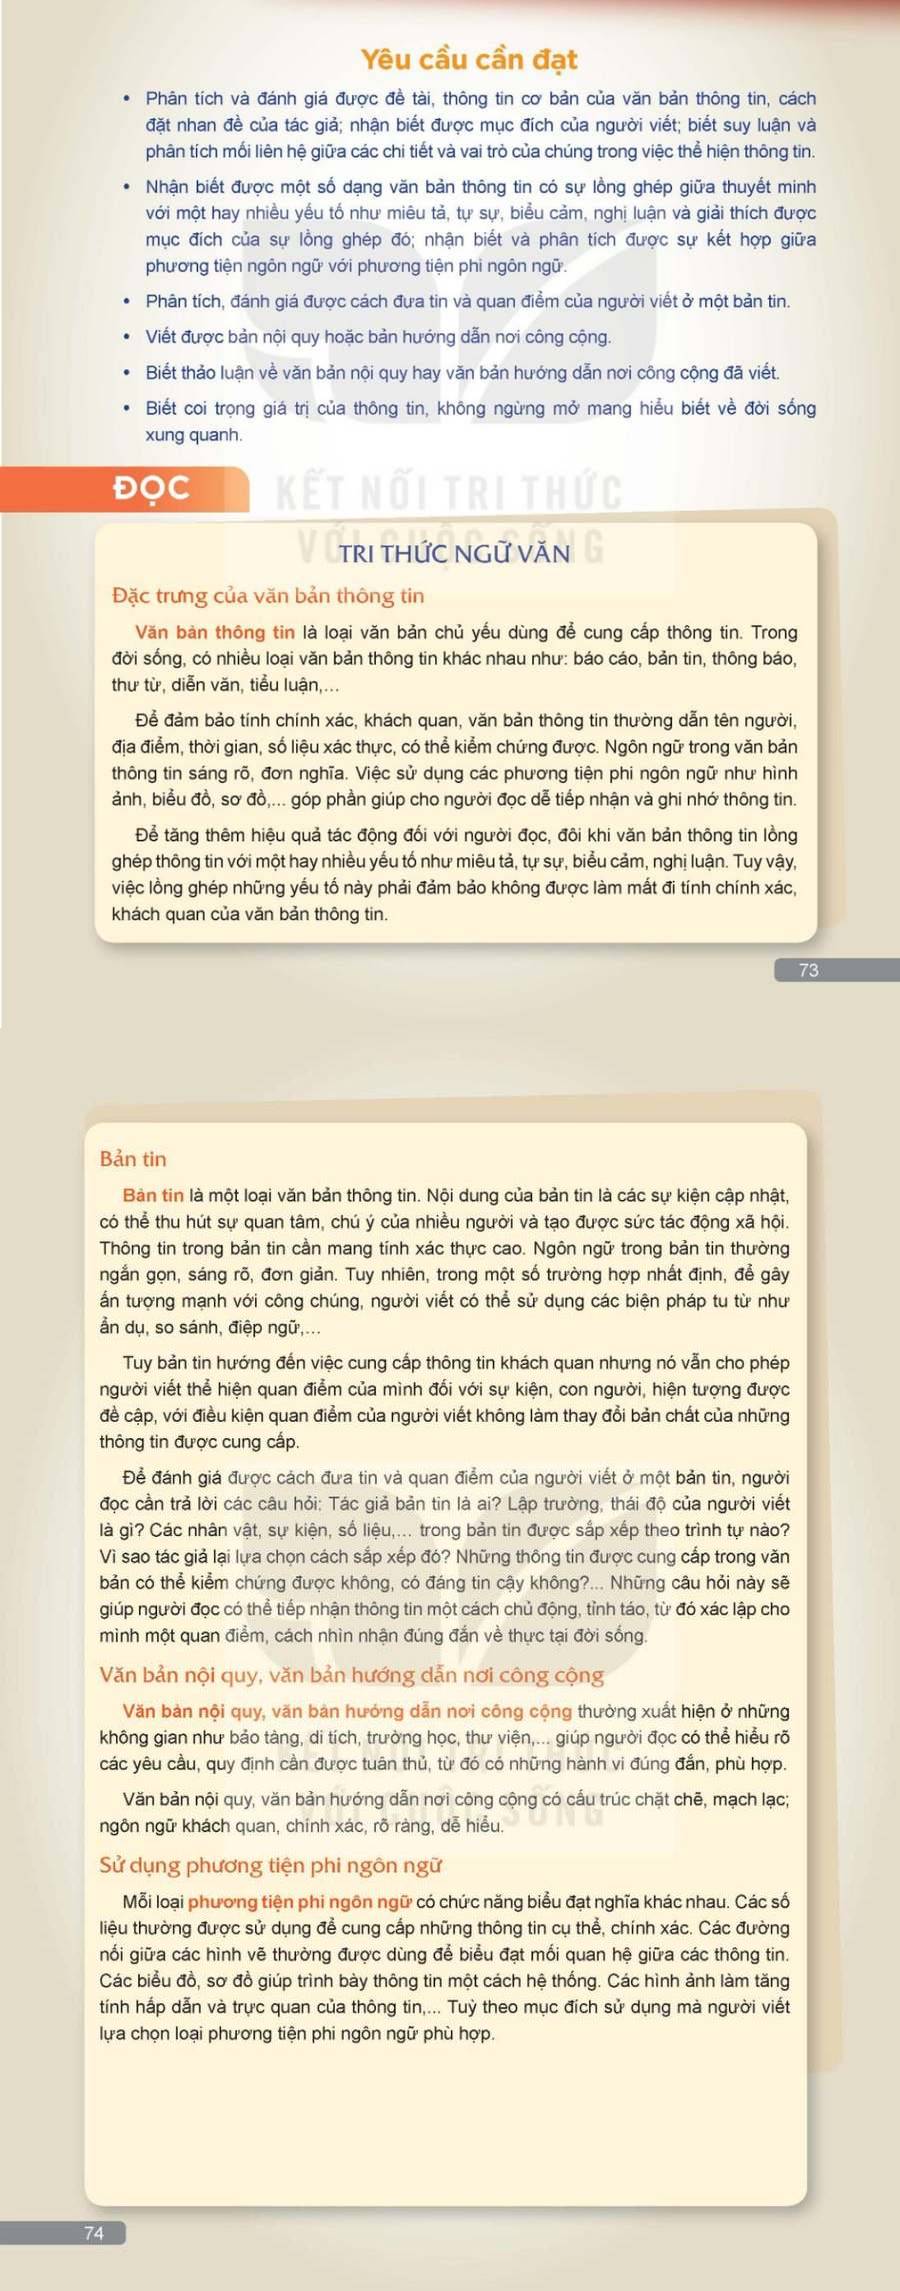 Yêu cầu cần đạt
• Phân tích và đánh giá được đề tài, thông tin cơ bản của văn bản thông tin, cách
đặt nhan đề của tác giả; nhận biết được mục đích của người viết; biết suy luận và
phân tích mối liên hệ giữa các chi tiết và vai trò của chúng trong việc thể hiện thông tin.
• Nhận biết được một số dạng văn bản thông tin có sự lồng ghép giữa thuyết minh
với một hay nhiều yếu tố như miêu tả, tự sự, biểu cảm, nghị luận và giải thích được
mục đích của sự lồng ghép đó; nhận biết và phân tích được sự kết hợp giữa
phương tiện ngôn ngữ với phương tiện phi ngôn ngữ.
• Phân tích, đánh giá được cách đưa tin và quan điểm của người viết ở một bản tin.
• Viết được bản nội quy hoặc bản hướng dẫn nơi công cộng.
• Biết thảo luận về văn bản nội quy hay văn bản hướng dẫn nơi công cộng đã viết.
• Biết coi trọng giá trị của thông tin, không ngừng mở mang hiểu biết về đời sống
xung quanh.
ĐỌC
KẾT NỐI TRI THỨC
VỚI CUỘC SỐNG
TRI THỨC NGỮ VĂN
Đặc trưng của văn bản thông tin
Văn bản thông tin là loại văn bản chủ yếu dùng để cung cấp thông tin. Trong
đời sống, có nhiều loại văn bản thông tin khác nhau như: báo cáo, bản tin, thông báo,
thư từ, diễn văn, tiểu luận,...
Để đảm bảo tính chính xác, khách quan, văn bản thông tin thường dẫn tên người,
địa điểm, thời gian, số liệu xác thực, có thể kiểm chứng được. Ngôn ngữ trong văn bản
thông tin sáng rõ, đơn nghĩa. Việc sử dụng các phương tiện phi ngôn ngữ như hình
ảnh, biểu đồ, sơ đồ,... góp phần giúp cho người đọc dễ tiếp nhận và ghi nhớ thông tin.
Để tăng thêm hiệu quả tác động đối với người đọc, đôi khi văn bản thông tin lồng
ghép thông tin với một hay nhiều yếu tố như miêu tả, tự sự, biểu cảm, nghị luận. Tuy vậy,
việc lồng ghép những yếu tố này phải đảm bảo không được làm mất đi tính chính xác,
khách quan của văn bản thông tin.
73
Bản tin
Bản tin là một loại văn bản thông tin. Nội dung của bản tin là các sự kiện cập nhật,
có thể thu hút sự quan tâm, chú ý của nhiều người và tạo được sức tác động xã hội.
Thông tin trong bản tin cần mang tính xác thực cao. Ngôn ngữ trong bản tin thường
ngắn gọn, sáng rõ, đơn giản. Tuy nhiên, trong một số trường hợp nhất định, để gây
ấn tượng mạnh với công chúng, người viết có thể sử dụng các biện pháp tu từ như
ẩn dụ, so sánh, điệp ngữ,...
Tuy bản tin hướng đến việc cung cấp thông tin khách quan nhưng nó vẫn cho phép
người viết thể hiện quan điểm của mình đối với sự kiện, con người, hiện tượng được
đề cập, với điều kiện quan điểm của người viết không làm thay đổi bản chất của những
thông tin được cung cấp.
Để đánh giá được cách đưa tin và quan điểm của người viết ở một bản tin, người
đọc cần trả lời các câu hỏi: Tác giả bản tin là ai? Lập trường, thái độ của người viết
là gì? Các nhân vật, sự kiện, số liệu,... trong bản tin được sắp xếp theo trình tự nào?
Vì sao tác giả lại lựa chọn cách sắp xếp đó? Những thông tin được cung cấp trong văn
bản có thể kiểm chứng được không, có đáng tin cậy không?... Những câu hỏi này sẽ
giúp người đọc có thể tiếp nhận thông tin một cách chủ động, tỉnh táo, từ đó xác lập cho
mình một quan điểm, cách nhìn nhận đúng đắn về thực tại đời sống.
Văn bản nội quy, văn bản hướng dẫn nơi công cộng
Văn bản nội quy, văn bản hướng dẫn nơi công cộng thường xuất hiện ở những
không gian như bảo tàng, di tích, trường học, thư viện,... giúp người đọc có thể hiểu rõ
các yêu cầu, quy định cần được tuân thủ, từ đó có những hành vi đúng đắn, phù hợp.
KẾT NỐI TRI THỨC
VỚI CUỘC SỐNG
Văn bản nội quy, văn bản hướng dẫn nơi công cộng có cấu trúc chặt chẽ, mạch lạc;
ngôn ngữ khách quan, chính xác, rõ ràng, dễ hiểu.
Sử dụng phương tiện phi ngôn ngữ
Mỗi loại phương tiện phi ngôn ngữ có chức năng biểu đạt nghĩa khác nhau. Các số
liệu thường được sử dụng để cung cấp những thông tin cụ thể, chính xác. Các đường
nối giữa các hình vẽ thường được dùng để biểu đạt mối quan hệ giữa các thông tin.
Các biểu đồ, sơ đồ giúp trình bày thông tin một cách hệ thống. Các hình ảnh làm tăng
tính hấp dẫn và trực quan của thông tin,... Tuỳ theo mục đích sử dụng mà người viết
lựa chọn loại phương tiện phi ngôn ngữ phù hợp.
74